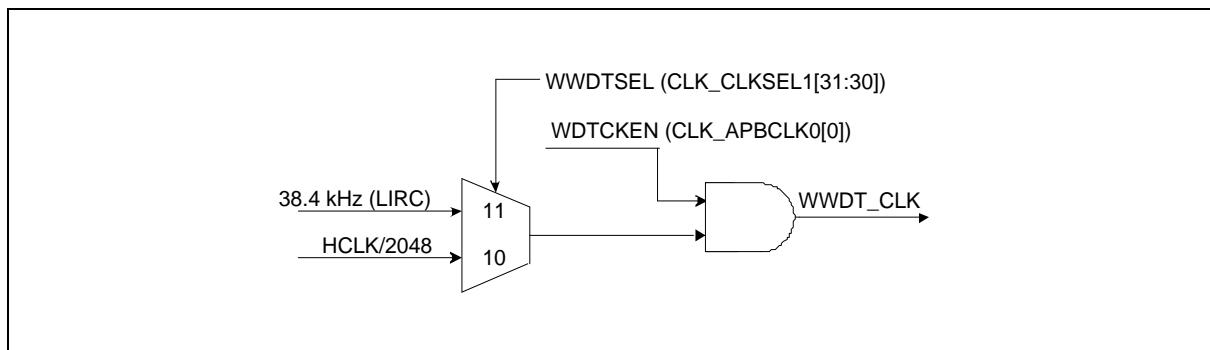 WWDTSEL (CLK_CLKSEL1[31:30])
WDTCKEN (CLK_APBCLK0[0])
38.4 kHz (LIRC)
11
WWDT_CLK
HCLK/2048
10